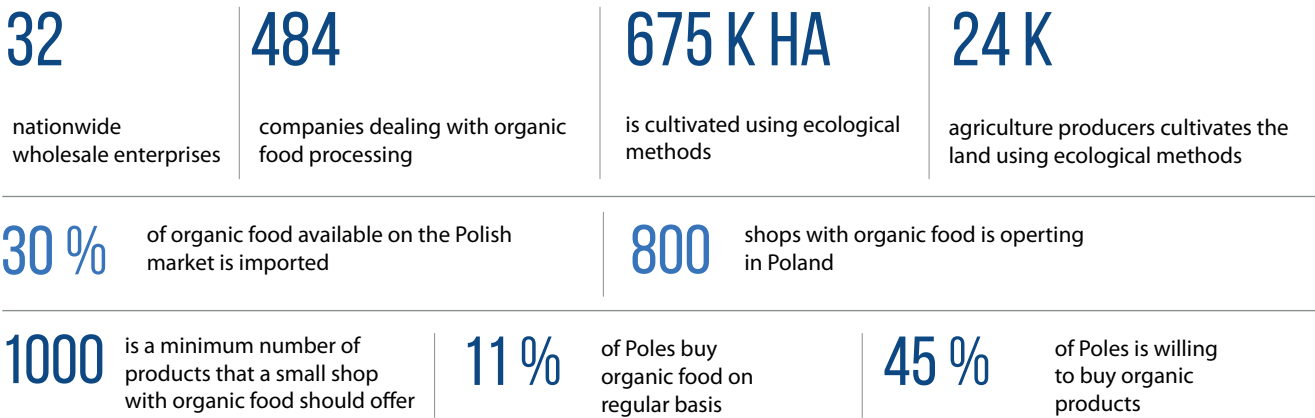 32
nationwide
wholesale enterprises
484
companies dealing with organic
food processing
675 K HA
is cultivated using ecological
methods
24 K
agriculture producers cultivates the
land using ecological methods
30 %
of organic food available on the Polish
market is imported
800
shops with organic food is operting
in Poland
1000
is a minimum number of
products that a small shop
with organic food should offer
11 %
of Poles buy
organic food on
regular basis
45 %
of Poles is willing
to buy organic
products